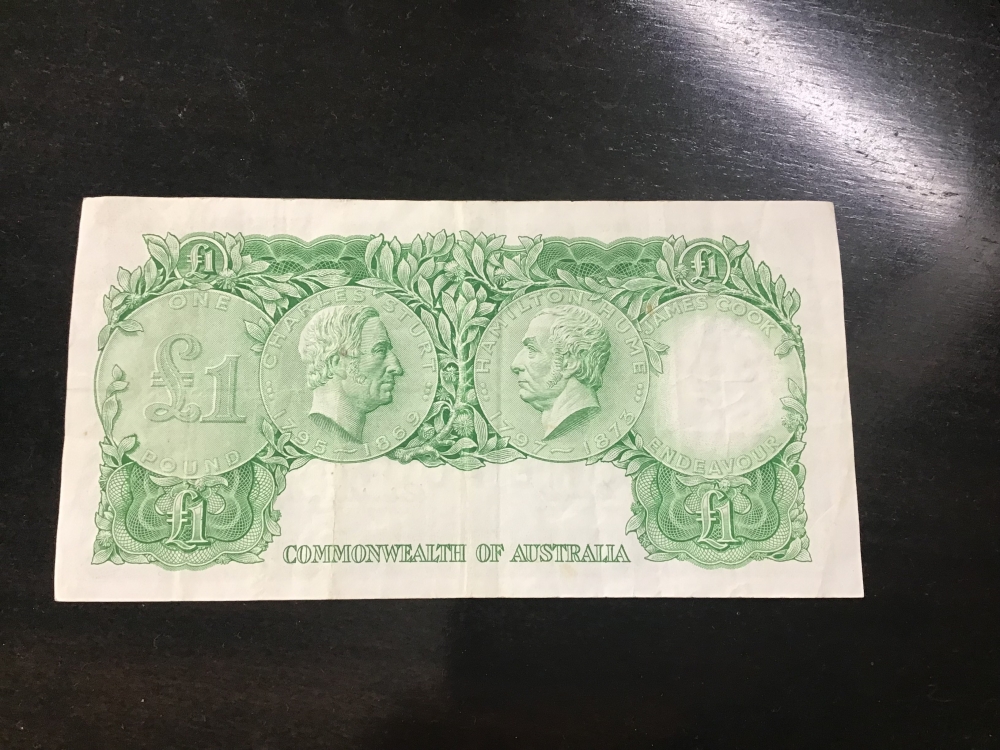 £1
£1
ONE
£1
POUND
CHARLES STURT
1795 ~ 1869
HAMILTON HUME
1797 ~ 1873
JAMES COOK
ENDEAVOUR
£1
£1
COMMONWEALTH OF AUSTRALIA